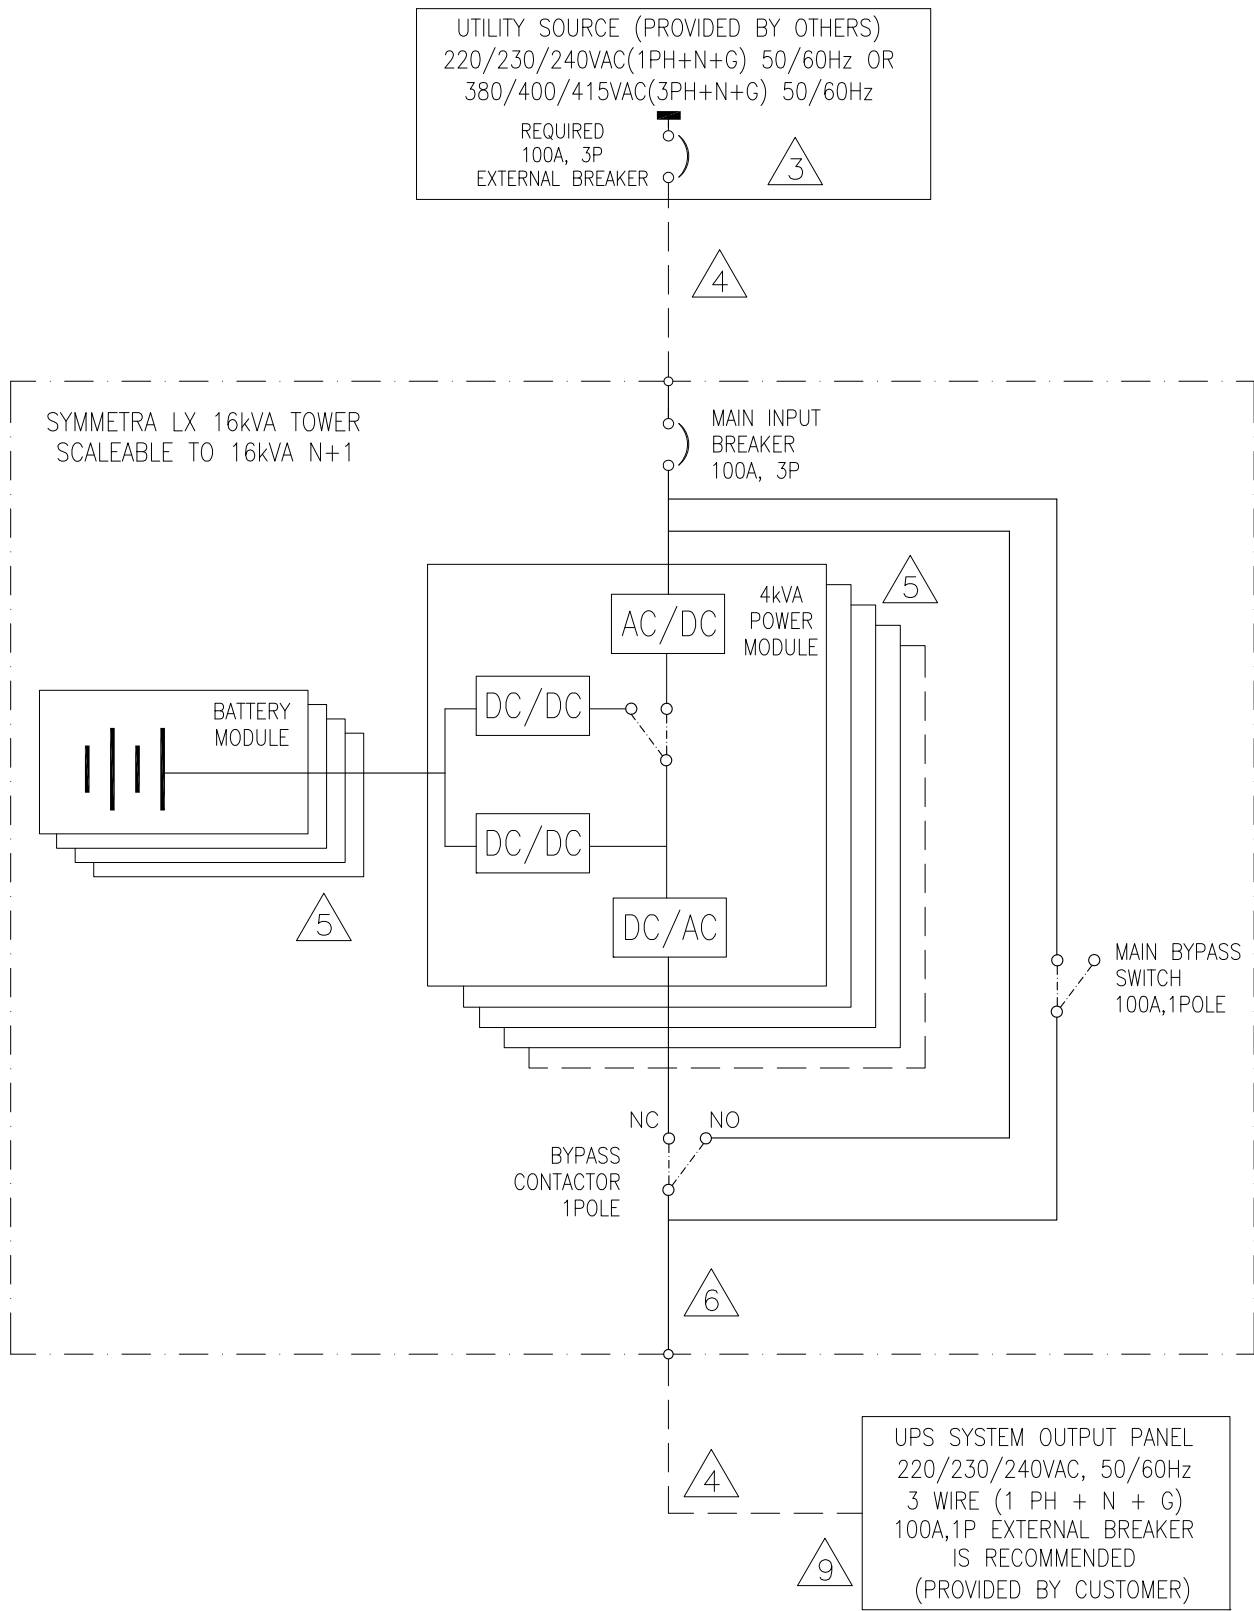 UTILITY SOURCE (PROVIDED BY OTHERS)
220/230/240VAC(1PH+N+G) 50/60Hz OR
380/400/415VAC(3PH+N+G) 50/60Hz
REQUIRED
100A, 3P
EXTERNAL BREAKER
3
4
SYMMETRA LX 16kVA TOWER
SCALEABLE TO 16kVA N+1
MAIN INPUT
BREAKER
100A, 3P
5
4kVA
POWER
MODULE
AC/DC
DC/DC
BATTERY
MODULE
DC/DC
5
DC/AC
MAIN BYPASS
SWITCH
100A,1POLE
NC
NO
BYPASS
CONTACTOR
1POLE
6
4
9
UPS SYSTEM OUTPUT PANEL
220/230/240VAC, 50/60Hz
3 WIRE (1 PH + N + G)
100A,1P EXTERNAL BREAKER
IS RECOMMENDED
(PROVIDED BY CUSTOMER)